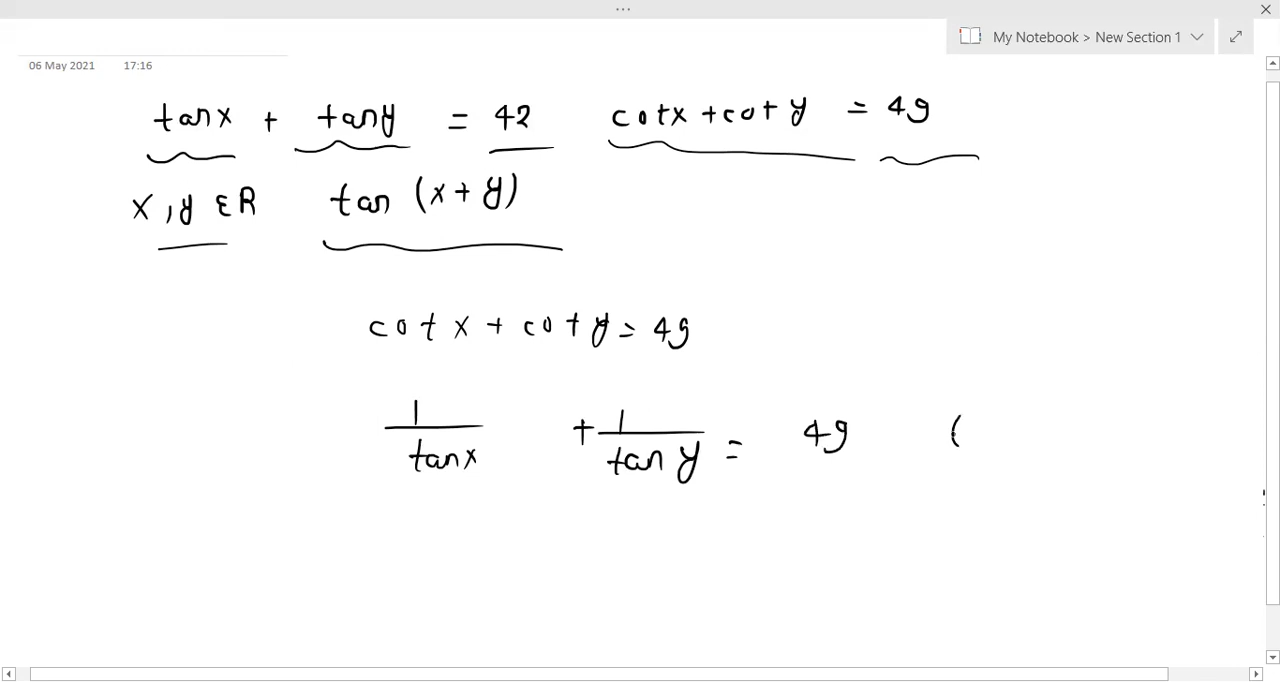 ...
My Notebook > New Section 1
06 May 2021 17:16
tanx + tany = 42 cotx + cot y = 49
x, y ε R tan (x + y)
cot x + cot y = 49
1/tanx + 1/tan y = 49 (